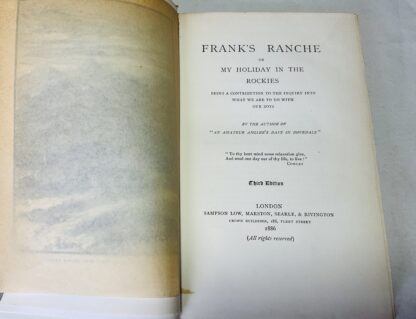 FRANK'S RANCHE
OR
MY HOLIDAY IN THE
ROCKIES
BEING A CONTRIBUTION TO THE INQUIRY INTO
WHAT WE ARE TO DO WITH
OUR BOYS
BY THE AUTHOR OF
"AN AMATEUR ANGLER'S DAYS IN DOVEDALE"
"To thy bent mind some relaxation give,
And steal one day out of thy life, to live!"
COWLEY
Third Edition
LONDON
SAMPSON LOW, MARSTON, SEARLE, & RIVINGTON
CROWN BUILDINGS, 188, FLEET STREET
1886
(All rights reserved)